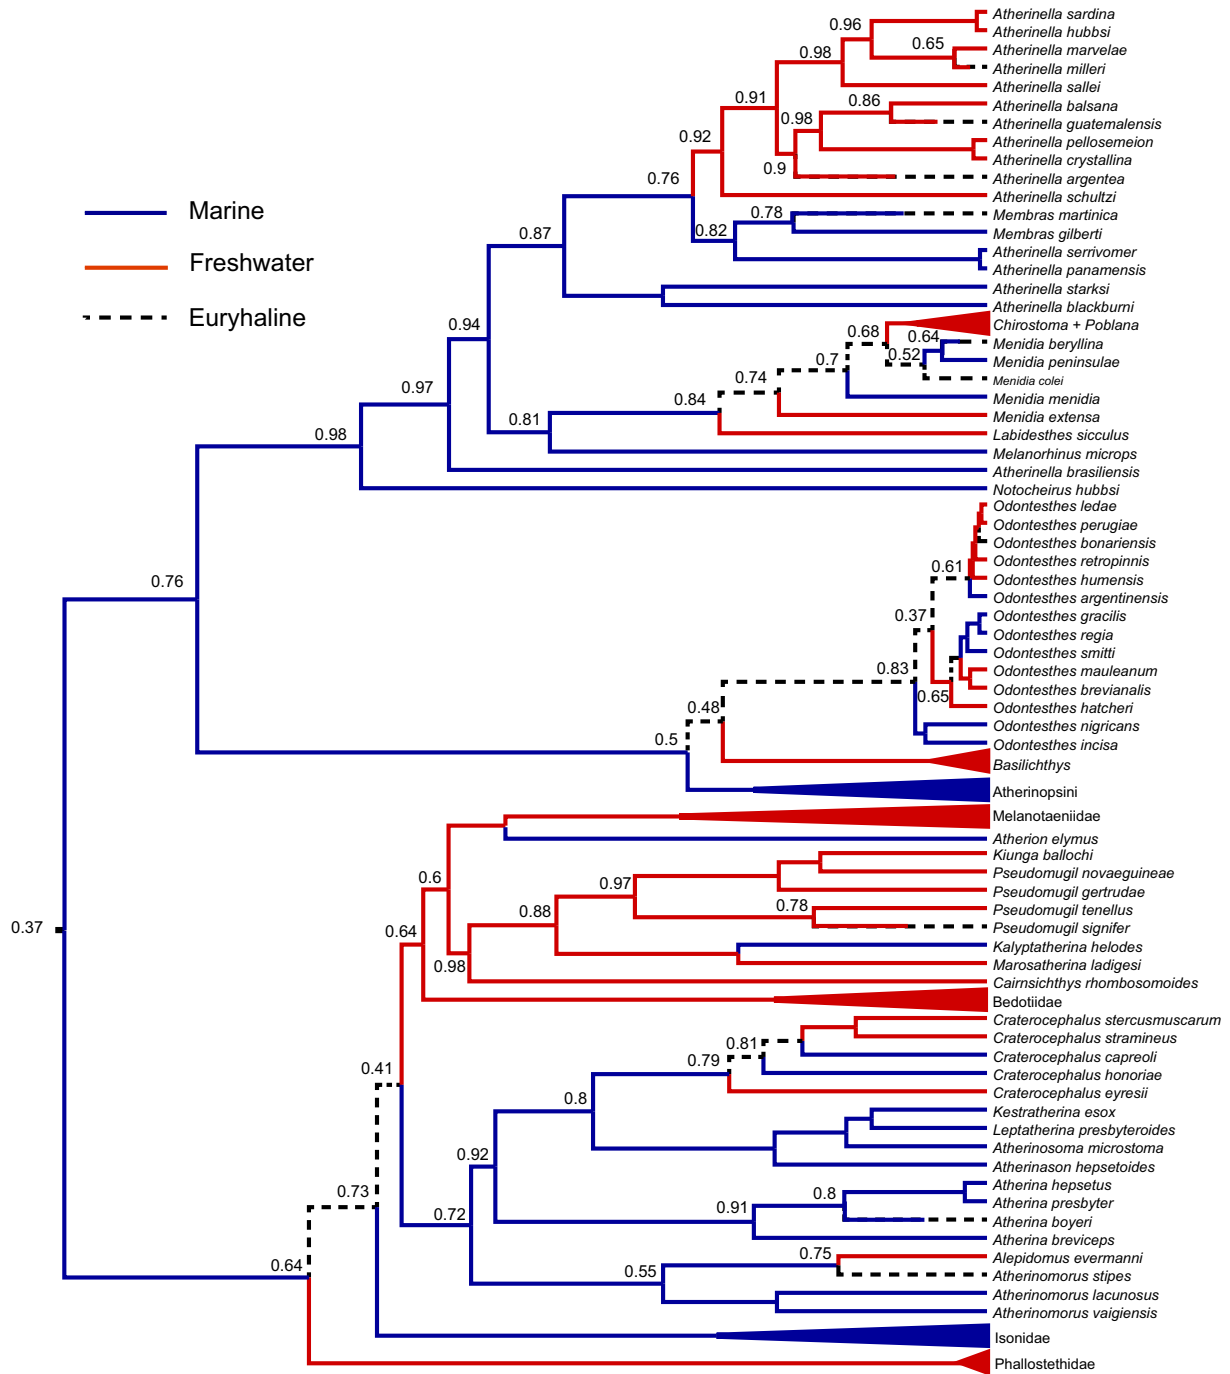 Marine
Freshwater
Euryhaline
Atherinella sardina
Atherinella hubbsi
Atherinella marvelae
Atherinella milleri
Atherinella sallei
Atherinella balsana
Atherinella guatemalensis
Atherinella pellosemeion
Atherinella crystallina
Atherinella argentea
Atherinella schultzi
Membras martinica
Membras gilberti
Atherinella serrivomer
Atherinella panamensis
Atherinella starksi
Atherinella blackburni
Chirostoma + Poblana
Menidia beryllina
Menidia peninsulae
Menidia colei
Menidia menidia
Menidia extensa
Labidesthes sicculus
Melanorhinus microps
Atherinella brasiliensis
Notocheirus hubbsi
Odontesthes ledae
Odontesthes perugiae
Odontesthes bonariensis
Odontesthes retropinnis
Odontesthes humensis
Odontesthes argentinensis
Odontesthes gracilis
Odontesthes regia
Odontesthes smitti
Odontesthes mauleanum
Odontesthes brevianalis
Odontesthes hatcheri
Odontesthes nigricans
Odontesthes incisa
Basilichthys
Atherinopsini
Melanotaeniidae
Atherion elymus
Kiunga ballochi
Pseudomugil novaeguineae
Pseudomugil gertrudae
Pseudomugil tenellus
Pseudomugil signifer
Kalyptatherina helodes
Marosatherina ladigesi
Cairnsichthys rhombosomoides
Bedotiidae
Craterocephalus stercusmuscarum
Craterocephalus stramineus
Craterocephalus capreoli
Craterocephalus honoriae
Craterocephalus eyresii
Kestratherina esox
Leptatherina presbyteroides
Atherinosoma microstoma
Atherinason hepsetoides
Atherina hepsetus
Atherina presbyter
Atherina boyeri
Atherina breviceps
Alepidomus evermanni
Atherinomorus stipes
Atherinomorus lacunosus
Atherinomorus vaigiensis
Isonidae
Phallostethidae
0.96
0.65
0.98
0.91
0.86
0.98
0.92
0.9
0.76
0.78
0.82
0.87
0.94
0.68
0.64
0.52
0.7
0.74
0.84
0.97
0.81
0.98
0.76
0.61
0.37
0.83
0.65
0.48
0.5
0.6
0.97
0.88
0.78
0.64
0.98
0.37
0.81
0.79
0.41
0.8
0.92
0.73
0.8
0.91
0.72
0.75
0.64
0.55